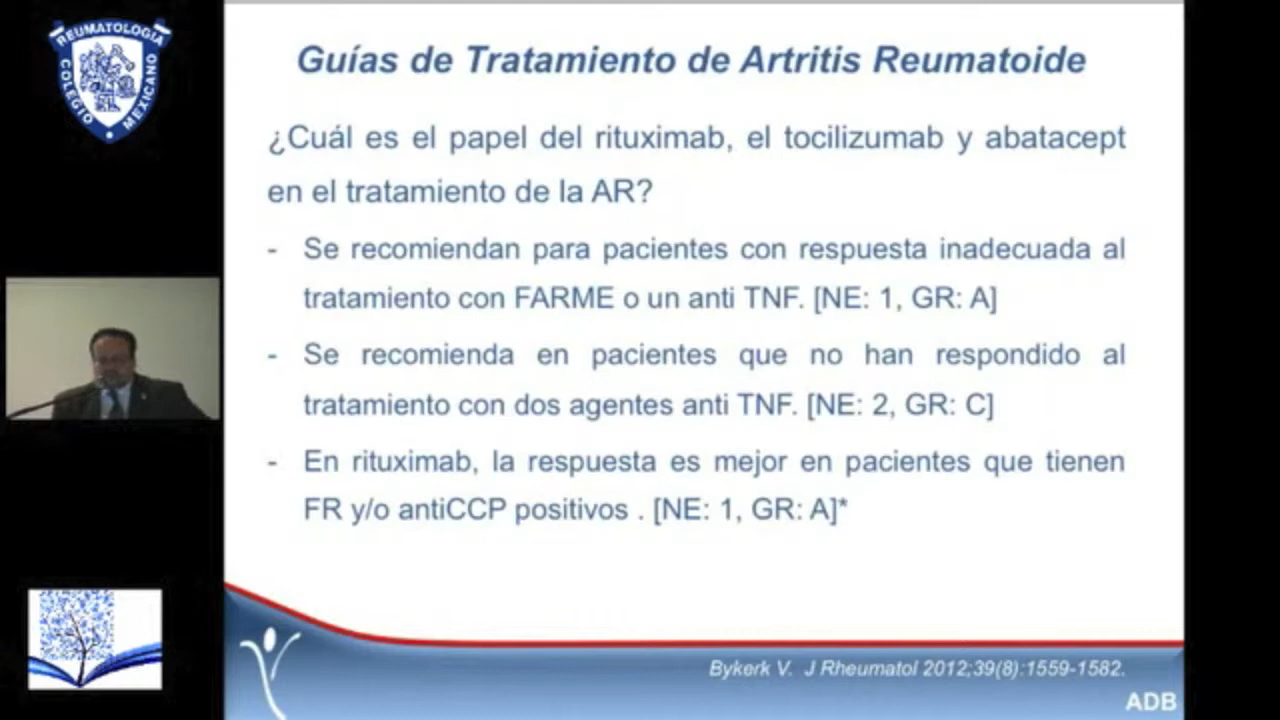 REUMATOLOGIA
COLEGIO
MEXICANO
Guías de Tratamiento de Artritis Reumatoide
¿Cuál es el papel del rituximab, el tocilizumab y abatacept
en el tratamiento de la AR?
- Se recomiendan para pacientes con respuesta inadecuada al
tratamiento con FARME o un anti TNF. [NE: 1, GR: A]
- Se recomienda en pacientes que no han respondido al
tratamiento con dos agentes anti TNF. [NE: 2, GR: C]
- En rituximab, la respuesta es mejor en pacientes que tienen
FR y/o antiCCP positivos . [NE: 1, GR: A]*
Bykerk V. J Rheumatol 2012;39(8):1559-1582.
ADB